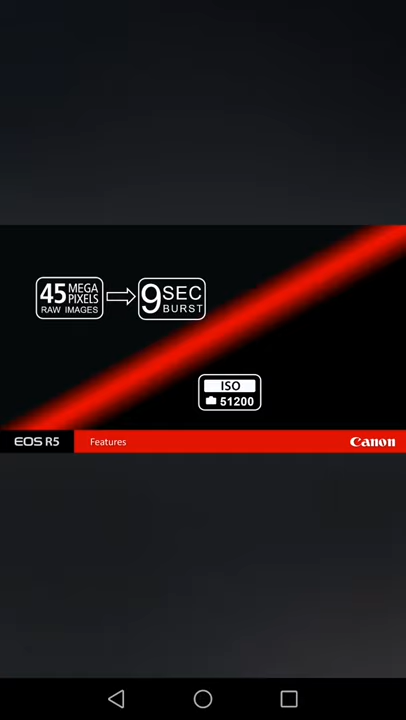 45 MEGA PIXELS
RAW IMAGES
9 SEC BURST
ISO
51200
EOS R5
Features
Canon